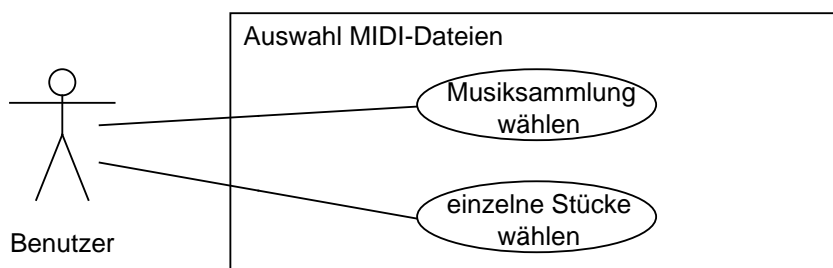 Auswahl MIDI-Dateien
Musiksammlung
wählen
einzelne Stücke
wählen
Benutzer